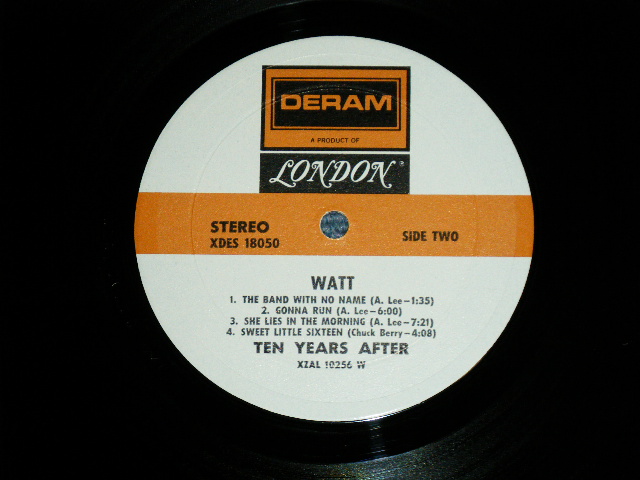 DERAM
A PRODUCT OF
LONDON®
STEREO
XDES 18050
SIDE TWO
WATT
1. THE BAND WITH NO NAME (A. Lee-1:35)
2. GONNA RUN (A. Lee-6:00)
3. SHE LIES IN THE MORNING (A. Lee-7:21)
4. SWEET LITTLE SIXTEEN (Chuck Berry-4:08)
TEN YEARS AFTER
XZAL 10256 W